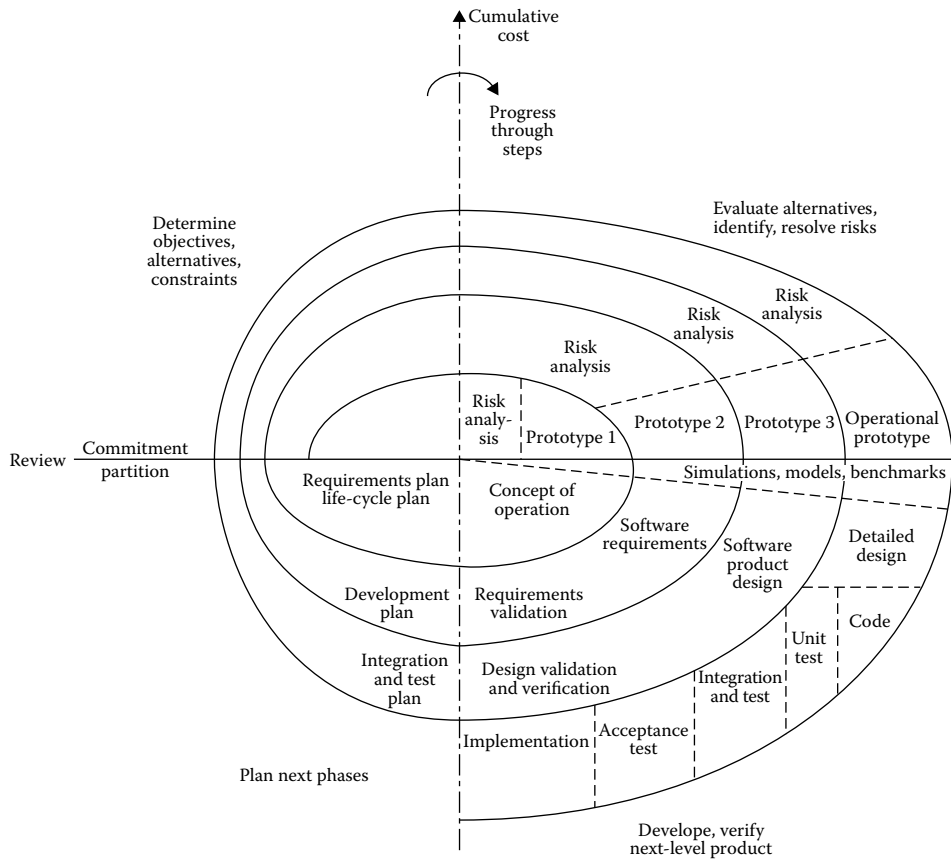 Cumulative
cost
Progress
through
steps
Determine
objectives,
alternatives,
constraints
Evaluate alternatives,
identify, resolve risks
Risk
analysis
Risk
analysis
Risk
analysis
Risk
analy-
sis
Prototype 1
Prototype 2
Prototype 3
Operational
prototype
Review
Commitment
partition
Simulations, models, benchmarks
Requirements plan
life-cycle plan
Concept of
operation
Software
requirements
Software
product
design
Detailed
design
Development
plan
Requirements
validation
Code
Unit
test
Integration
and test
plan
Design validation
and verification
Integration
and test
Acceptance
test
Implementation
Plan next phases
Develope, verify
next-level product